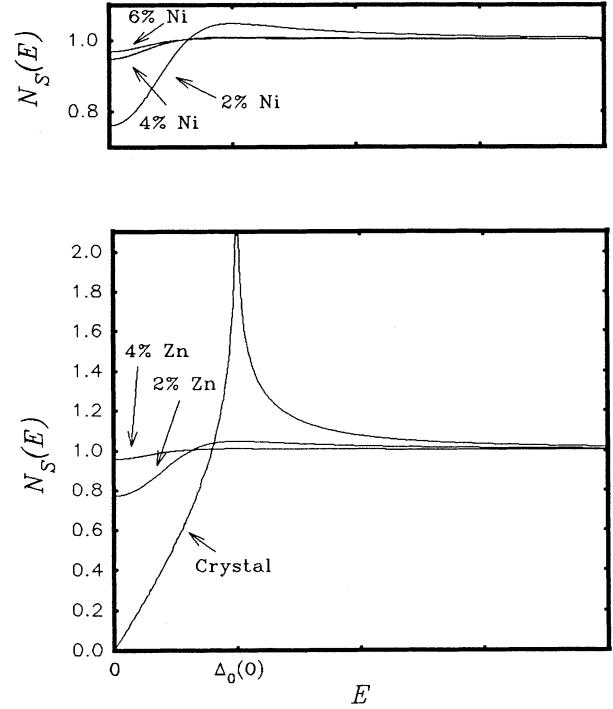 6% Ni
1.0
2% Ni
4% Ni
0.8
N_S(E)
2.0
1.8
1.6
4% Zn
1.4
2% Zn
1.2
1.0
N_S(E)
0.8
0.6
Crystal
0.4
0.2
0.0
0
Δ₀(0)
E